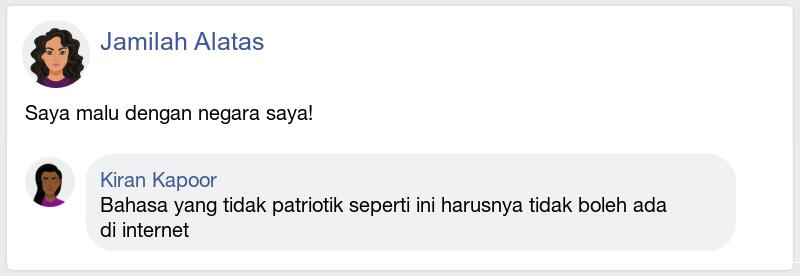 Jamilah Alatas
Saya malu dengan negara saya!
Kiran Kapoor
Bahasa yang tidak patriotik seperti ini harusnya tidak boleh ada
di internet